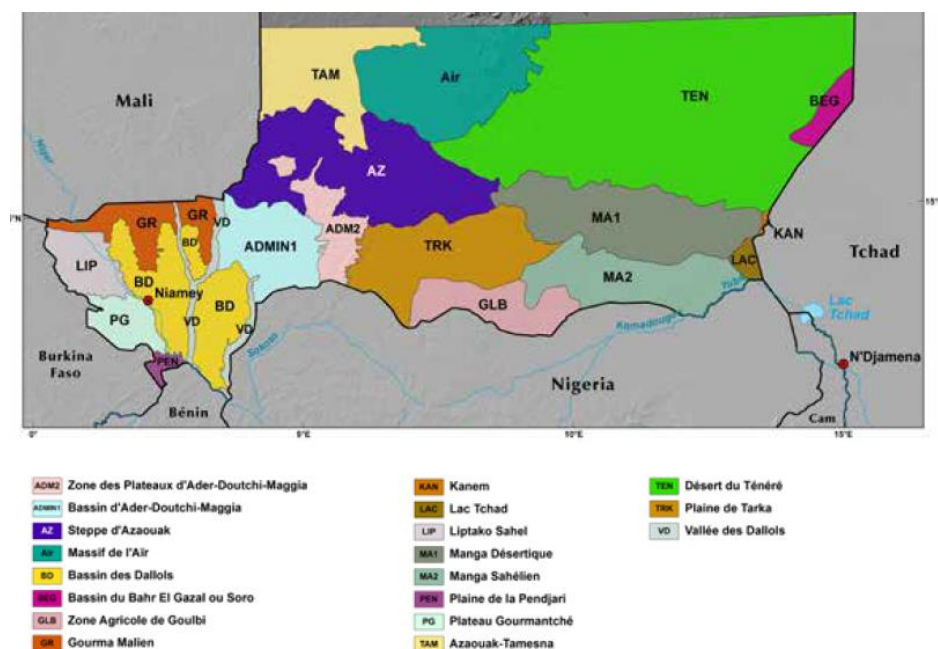 TAM
Air
TEN
BEG
Mali
Niger
AZ
GR
GR
VD
BD
ADMIN1
ADM2
TRK
MA1
KAN
15°N
LIP
BD
Niamey
BD
MA2
LAC
Tchad
PG
VD
VD
GLB
Lac
Tchad
Burkina
Faso
PEN
Sokoto
Komadougou
N'Djamena
Bénin
Nigeria
Cam
0°
5°E
10°E
15°E
ADM2 Zone des Plateaux d'Ader-Doutchi-Maggia
ADMIN1 Bassin d'Ader-Doutchi-Maggia
AZ Steppe d'Azaouak
Air Massif de l'Aïr
BD Bassin des Dallols
BEG Bassin du Bahr El Gazal ou Soro
GLB Zone Agricole de Goulbi
GR Gourma Malien
KAN Kanem
LAC Lac Tchad
LIP Liptako Sahel
MA1 Manga Désertique
MA2 Manga Sahélien
PEN Plaine de la Pendjari
PG Plateau Gourmantché
TAM Azaouak-Tamesna
TEN Désert du Ténéré
TRK Plaine de Tarka
VD Vallée des Dallols